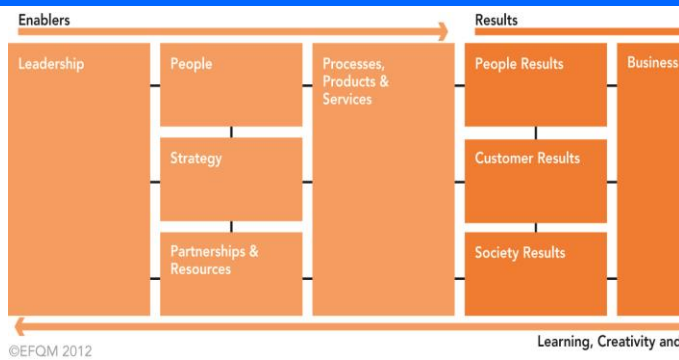 Enablers
Results
Leadership
People
Processes,
Products &
Services
People Results
Business
Strategy
Customer Results
Partnerships &
Resources
Society Results
Learning, Creativity and
©EFQM 2012